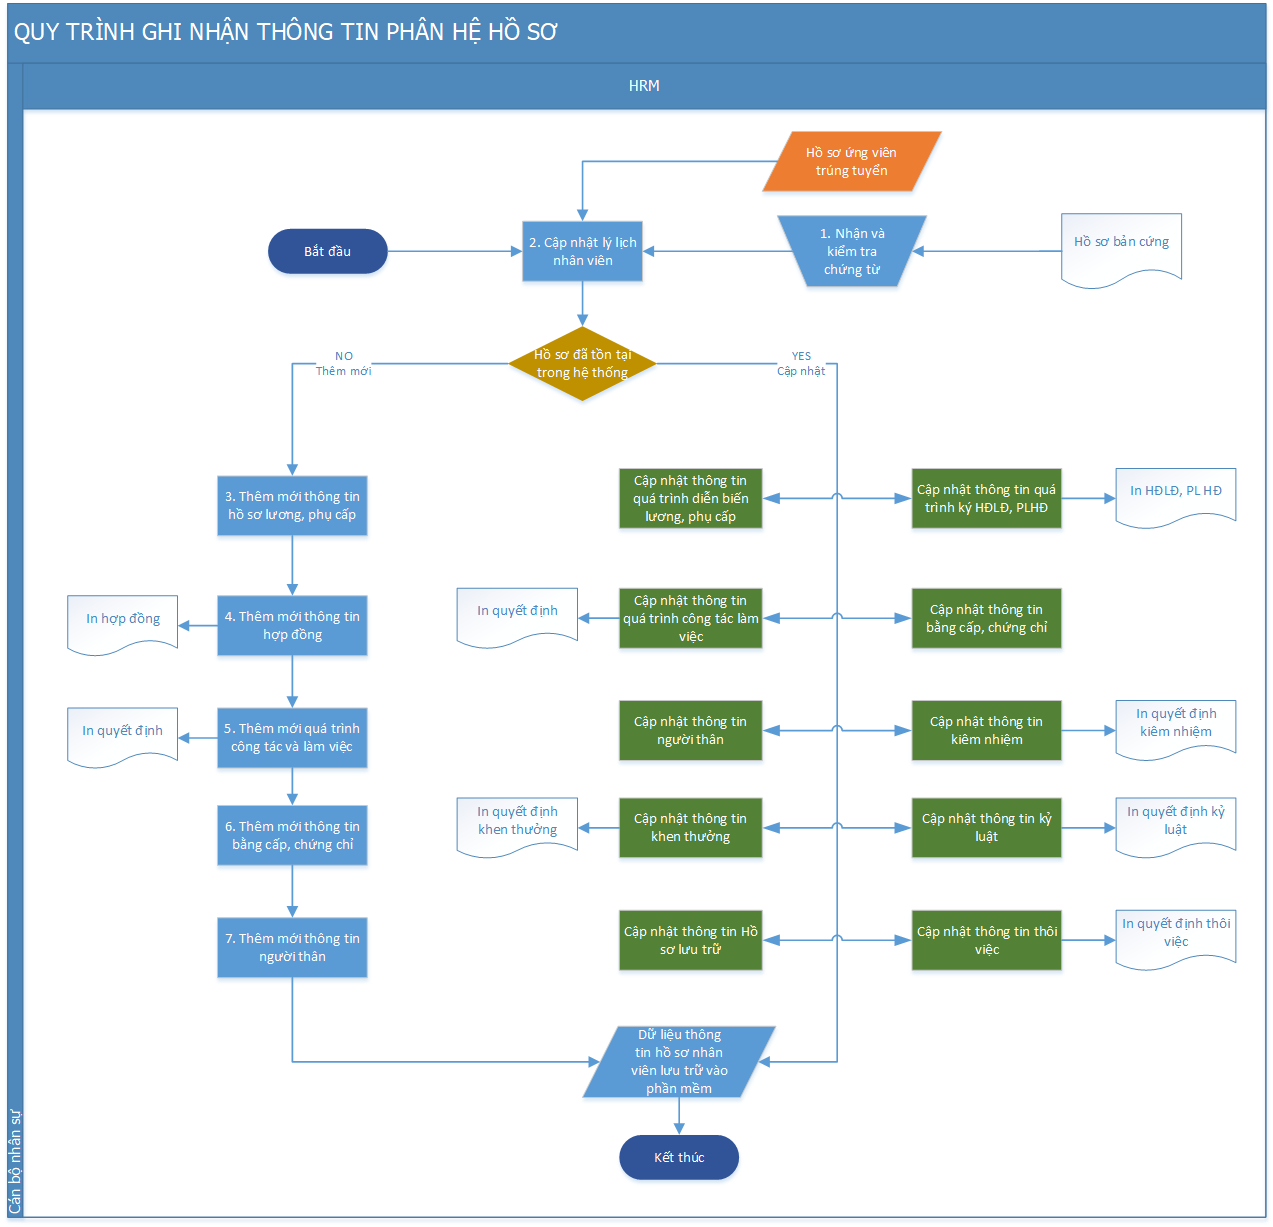 QUY TRÌNH GHI NHẬN THÔNG TIN PHÂN HỆ HỒ SƠ
HRM
Hồ sơ ứng viên
trúng tuyển
Bắt đầu
2. Cập nhật lý lịch
nhân viên
1. Nhận và
kiểm tra
chứng từ
Hồ sơ bản cứng
Hồ sơ đã tồn tại
trong hệ thống
NO
Thêm mới
YES
Cập nhật
3. Thêm mới thông tin
hồ sơ lương, phụ cấp
Cập nhật thông tin
quá trình diễn biến
lương, phụ cấp
Cập nhật thông tin quá
trình ký HĐLĐ, PLHĐ
In HĐLĐ, PL HĐ
In hợp đồng
4. Thêm mới thông tin
hợp đồng
In quyết định
Cập nhật thông tin
quá trình công tác làm
việc
Cập nhật thông tin
bằng cấp, chứng chỉ
In quyết định
5. Thêm mới quá trình
công tác và làm việc
Cập nhật thông tin
người thân
Cập nhật thông tin
kiêm nhiệm
In quyết định
kiêm nhiệm
6. Thêm mới thông tin
bằng cấp, chứng chỉ
In quyết định
khen thưởng
Cập nhật thông tin
khen thưởng
Cập nhật thông tin kỷ
luật
In quyết định kỷ
luật
7. Thêm mới thông tin
người thân
Cập nhật thông tin Hồ
sơ lưu trữ
Cập nhật thông tin thôi
việc
In quyết định thôi
việc
Dữ liệu thông
tin hồ sơ nhân
viên lưu trữ vào
phần mềm
Kết thúc
Cán bộ nhân sự